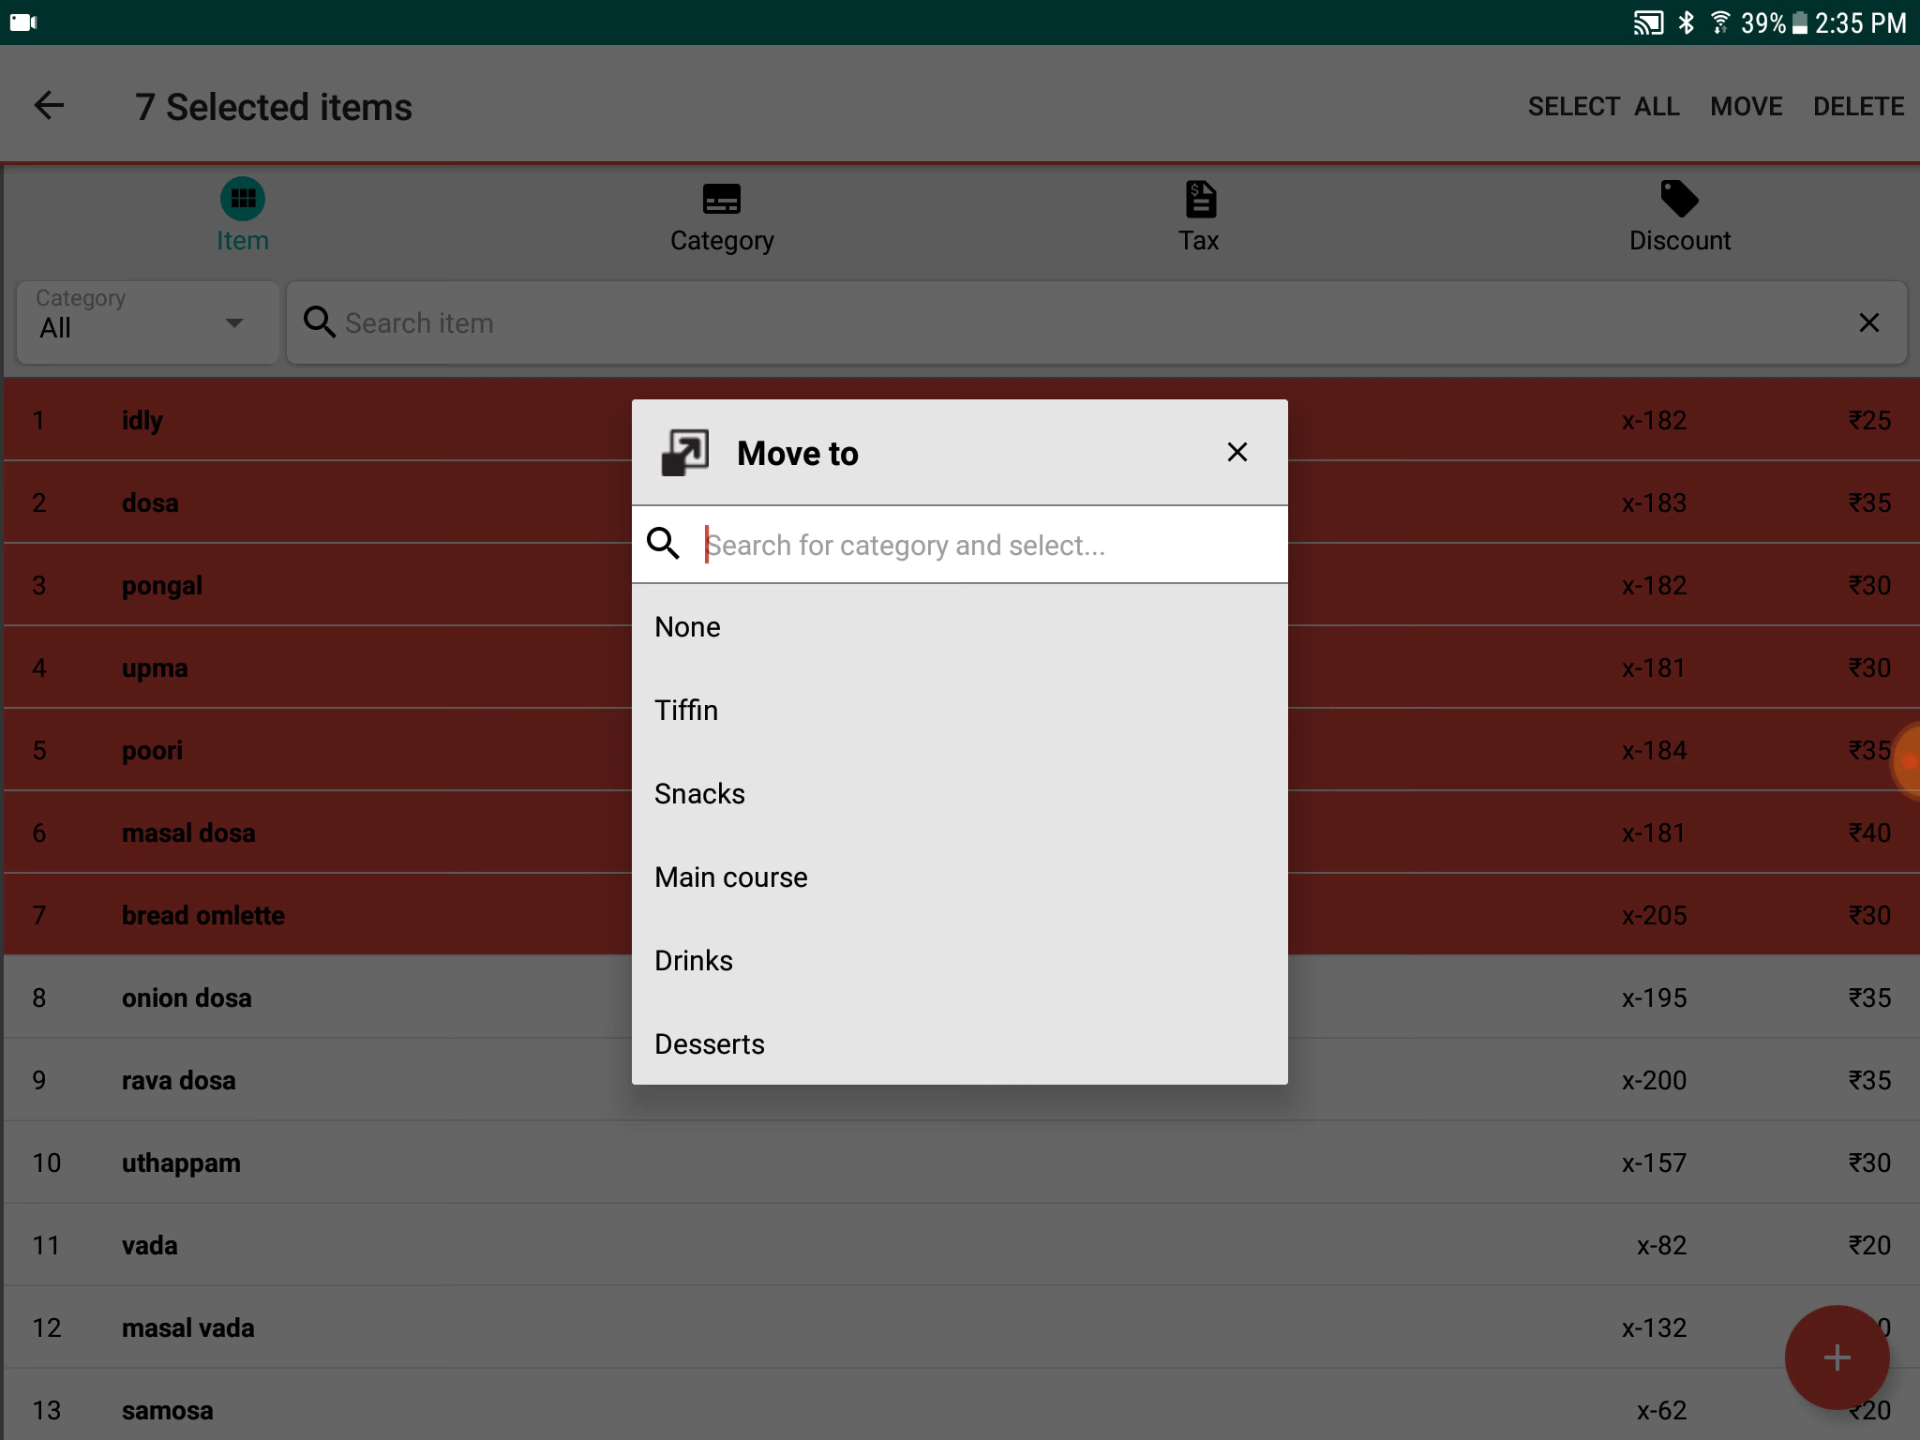 39% 2:35 PM
7 Selected items SELECT ALL MOVE DELETE
Item Category Tax Discount
Category
All
Search item
1 idly x-182 ₹25
Move to
2 dosa x-183 ₹35
Search for category and select...
3 pongal x-182 ₹30
None
4 upma x-181 ₹30
Tiffin
5 poori x-184 ₹35
Snacks
6 masal dosa x-181 ₹40
Main course
7 bread omlette x-205 ₹30
Drinks
8 onion dosa x-195 ₹35
Desserts
9 rava dosa x-200 ₹35
10 uthappam x-157 ₹30
11 vada x-82 ₹20
12 masal vada x-132
13 samosa x-62 ₹20